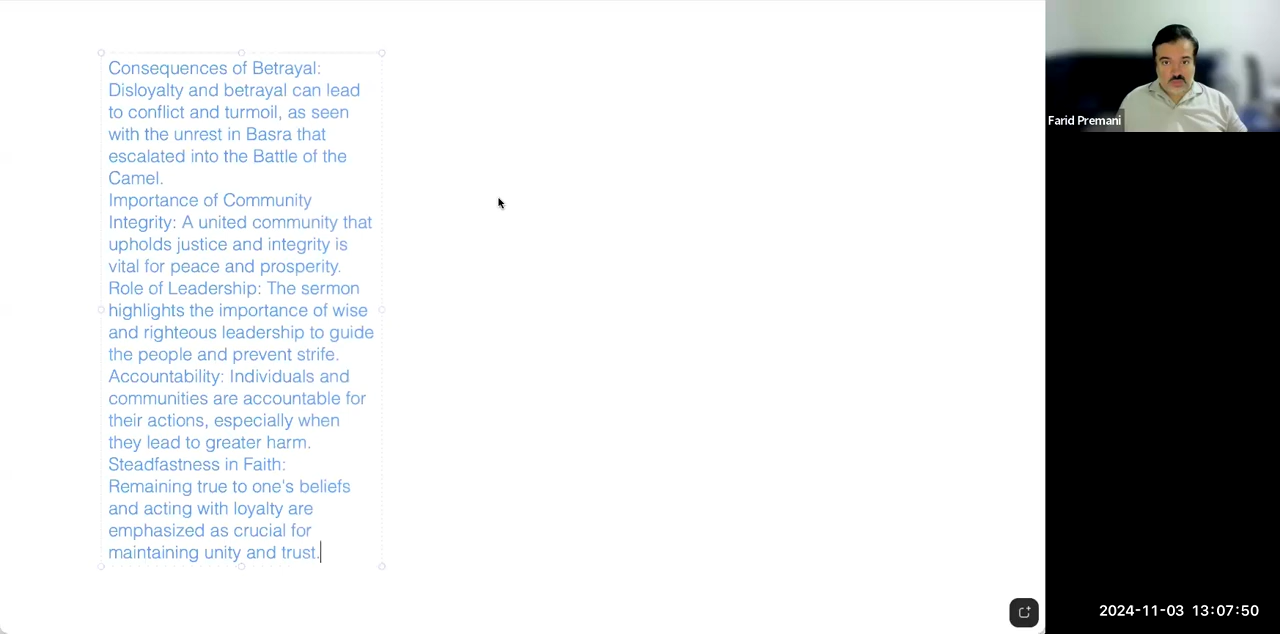 Consequences of Betrayal:
Disloyalty and betrayal can lead
to conflict and turmoil, as seen
with the unrest in Basra that
escalated into the Battle of the
Camel.
Importance of Community
Integrity: A united community that
upholds justice and integrity is
vital for peace and prosperity.
Role of Leadership: The sermon
highlights the importance of wise
and righteous leadership to guide
the people and prevent strife.
Accountability: Individuals and
communities are accountable for
their actions, especially when
they lead to greater harm.
Steadfastness in Faith:
Remaining true to one's beliefs
and acting with loyalty are
emphasized as crucial for
maintaining unity and trust.
Farid Premani
2024-11-03 13:07:50